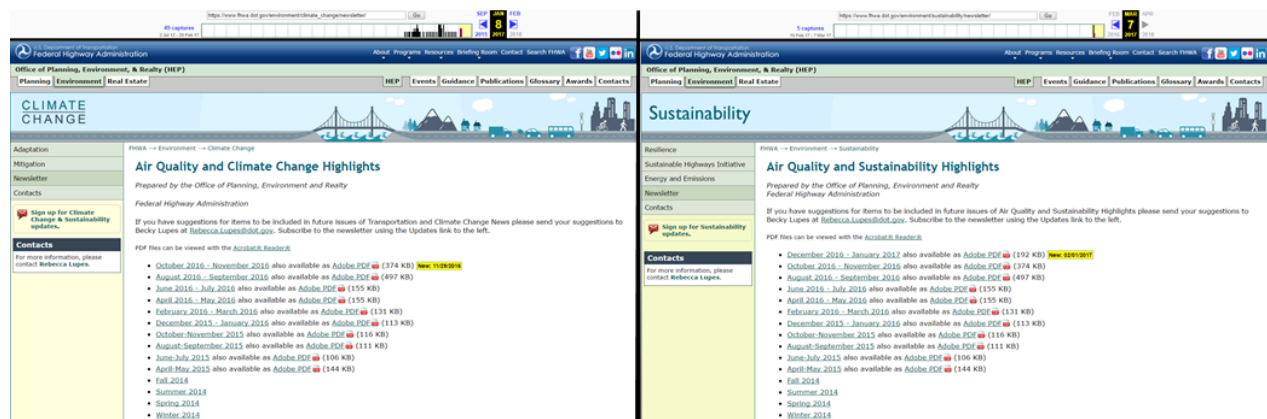 https://www.fhwa.dot.gov/environment/climate_change/newsletter/ Go SEP JAN FEB
49 captures 8
2015 2017 2018
U.S. Department of Transportation
Federal Highway Administration
About Programs Resources Briefing Room Contact Search FHWA
Office of Planning, Environment, & Realty (HEP)
Planning Environment Real Estate HEP Events Guidance Publications Glossary Awards Contacts
CLIMATE
CHANGE
Adaptation
Mitigation
Newsletter
Contacts
Sign up for Climate
Change & Sustainability
updates.
Contacts
For more information, please
contact Rebecca Lupes.
FHWA → Environment → Climate Change
Air Quality and Climate Change Highlights
Prepared by the Office of Planning, Environment and Realty
Federal Highway Administration
If you have suggestions for items to be included in future issues of Transportation and Climate Change News please send your suggestions to
Becky Lupes at Rebecca.Lupes@dot.gov. Subscribe to the newsletter using the Updates link to the left.
PDF files can be viewed with the Acrobat® Reader®
• October 2016 - November 2016 also available as Adobe PDF (374 KB) New: 11/29/2016
• August 2016 - September 2016 also available as Adobe PDF (497 KB)
• June 2016 - July 2016 also available as Adobe PDF (155 KB)
• April 2016 - May 2016 also available as Adobe PDF (155 KB)
• February 2016 - March 2016 also available as Adobe PDF (131 KB)
• December 2015 - January 2016 also available as Adobe PDF (113 KB)
• October-November 2015 also available as Adobe PDF (116 KB)
• August-September 2015 also available as Adobe PDF (111 KB)
• June-July 2015 also available as Adobe PDF (106 KB)
• April-May 2015 also available as Adobe PDF (144 KB)
• Fall 2014
• Summer 2014
• Spring 2014
• Winter 2014
https://www.fhwa.dot.gov/environment/sustainability/newsletter/ Go FEB MAR APR
5 captures 7
2016 2017 2018
U.S. Department of Transportation
Federal Highway Administration
About Programs Resources Briefing Room Contact Search FHWA
Office of Planning, Environment, & Realty (HEP)
Planning Environment Real Estate HEP Events Guidance Publications Glossary Awards Contacts
Sustainability
Resilience
Sustainable Highways Initiative
Energy and Emissions
Newsletter
Contacts
Sign up for Sustainability
updates.
Contacts
For more information, please
contact Rebecca Lupes.
FHWA → Environment → Sustainability
Air Quality and Sustainability Highlights
Prepared by the Office of Planning, Environment and Realty
Federal Highway Administration
If you have suggestions for items to be included in future issues of Air Quality and Sustainability Highlights please send your suggestions to
Becky Lupes at Rebecca.Lupes@dot.gov. Subscribe to the newsletter using the Updates link to the left.
PDF files can be viewed with the Acrobat® Reader®
• December 2016 - January 2017 also available as Adobe PDF (192 KB) New: 02/01/2017
• October 2016 - November 2016 also available as Adobe PDF (374 KB)
• August 2016 - September 2016 also available as Adobe PDF (497 KB)
• June 2016 - July 2016 also available as Adobe PDF (155 KB)
• April 2016 - May 2016 also available as Adobe PDF (155 KB)
• February 2016 - March 2016 also available as Adobe PDF (131 KB)
• December 2015 - January 2016 also available as Adobe PDF (113 KB)
• October-November 2015 also available as Adobe PDF (116 KB)
• August-September 2015 also available as Adobe PDF (111 KB)
• June-July 2015 also available as Adobe PDF (106 KB)
• April-May 2015 also available as Adobe PDF (144 KB)
• Fall 2014
• Summer 2014
• Spring 2014
• Winter 2014